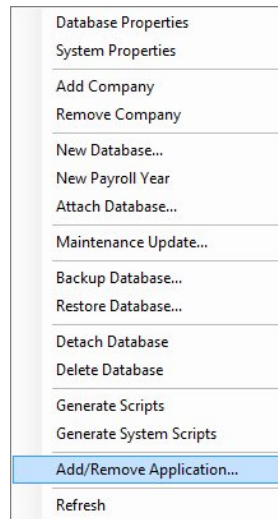 Database Properties
System Properties
Add Company
Remove Company
New Database...
New Payroll Year
Attach Database...
Maintenance Update...
Backup Database...
Restore Database...
Detach Database
Delete Database
Generate Scripts
Generate System Scripts
Add/Remove Application...
Refresh